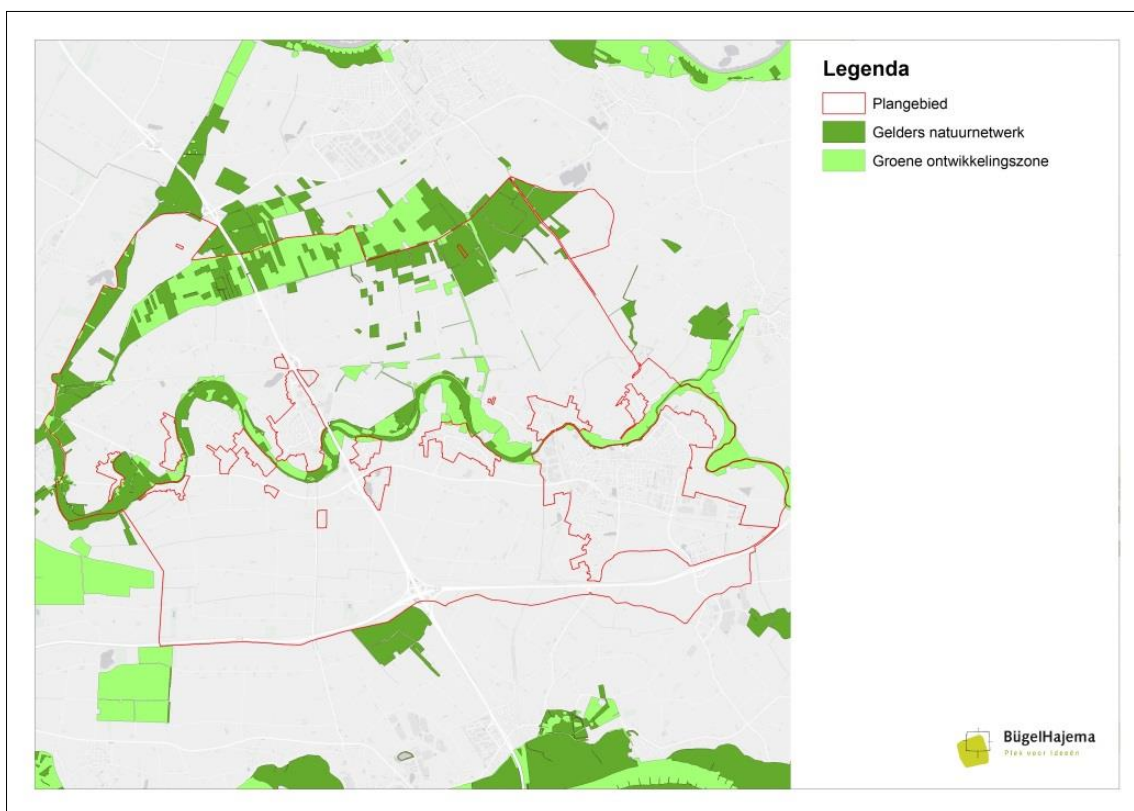 Legenda
Plangebied
Gelders natuurnetwerk
Groene ontwikkelingszone
BügelHajema
Plek voor ideeën